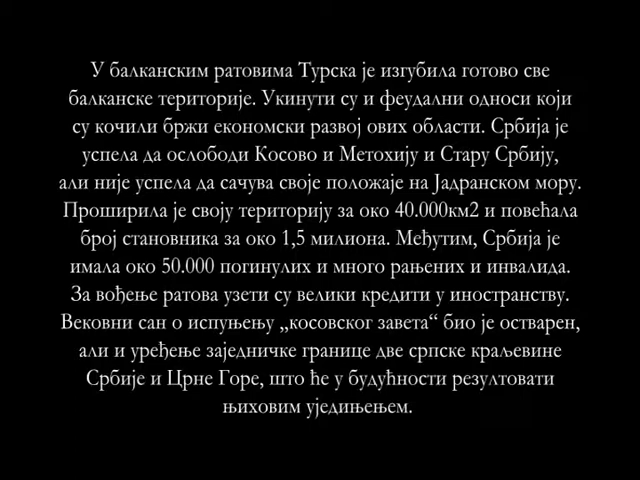 У балканским ратовима Турска је изгубила готово све
балканске територије. Укинути су и феудални односи који
су кочили бржи економски развој ових области. Србија је
успела да ослободи Косово и Метохију и Стару Србију,
али није успела да сачува своје положаје на Јадранском мору.
Проширила је своју територију за око 40.000км2 и повећала
број становника за око 1,5 милиона. Међутим, Србија је
имала око 50.000 погинулих и много рањених и инвалида.
За вођење ратова узети су велики кредити у иностранству.
Вековни сан о испуњењу „косовског завета“ био је остварен,
али и уређење заједничке границе две српске краљевине
Србије и Црне Горе, што ће у будућности резултовати
њиховим уједињењем.